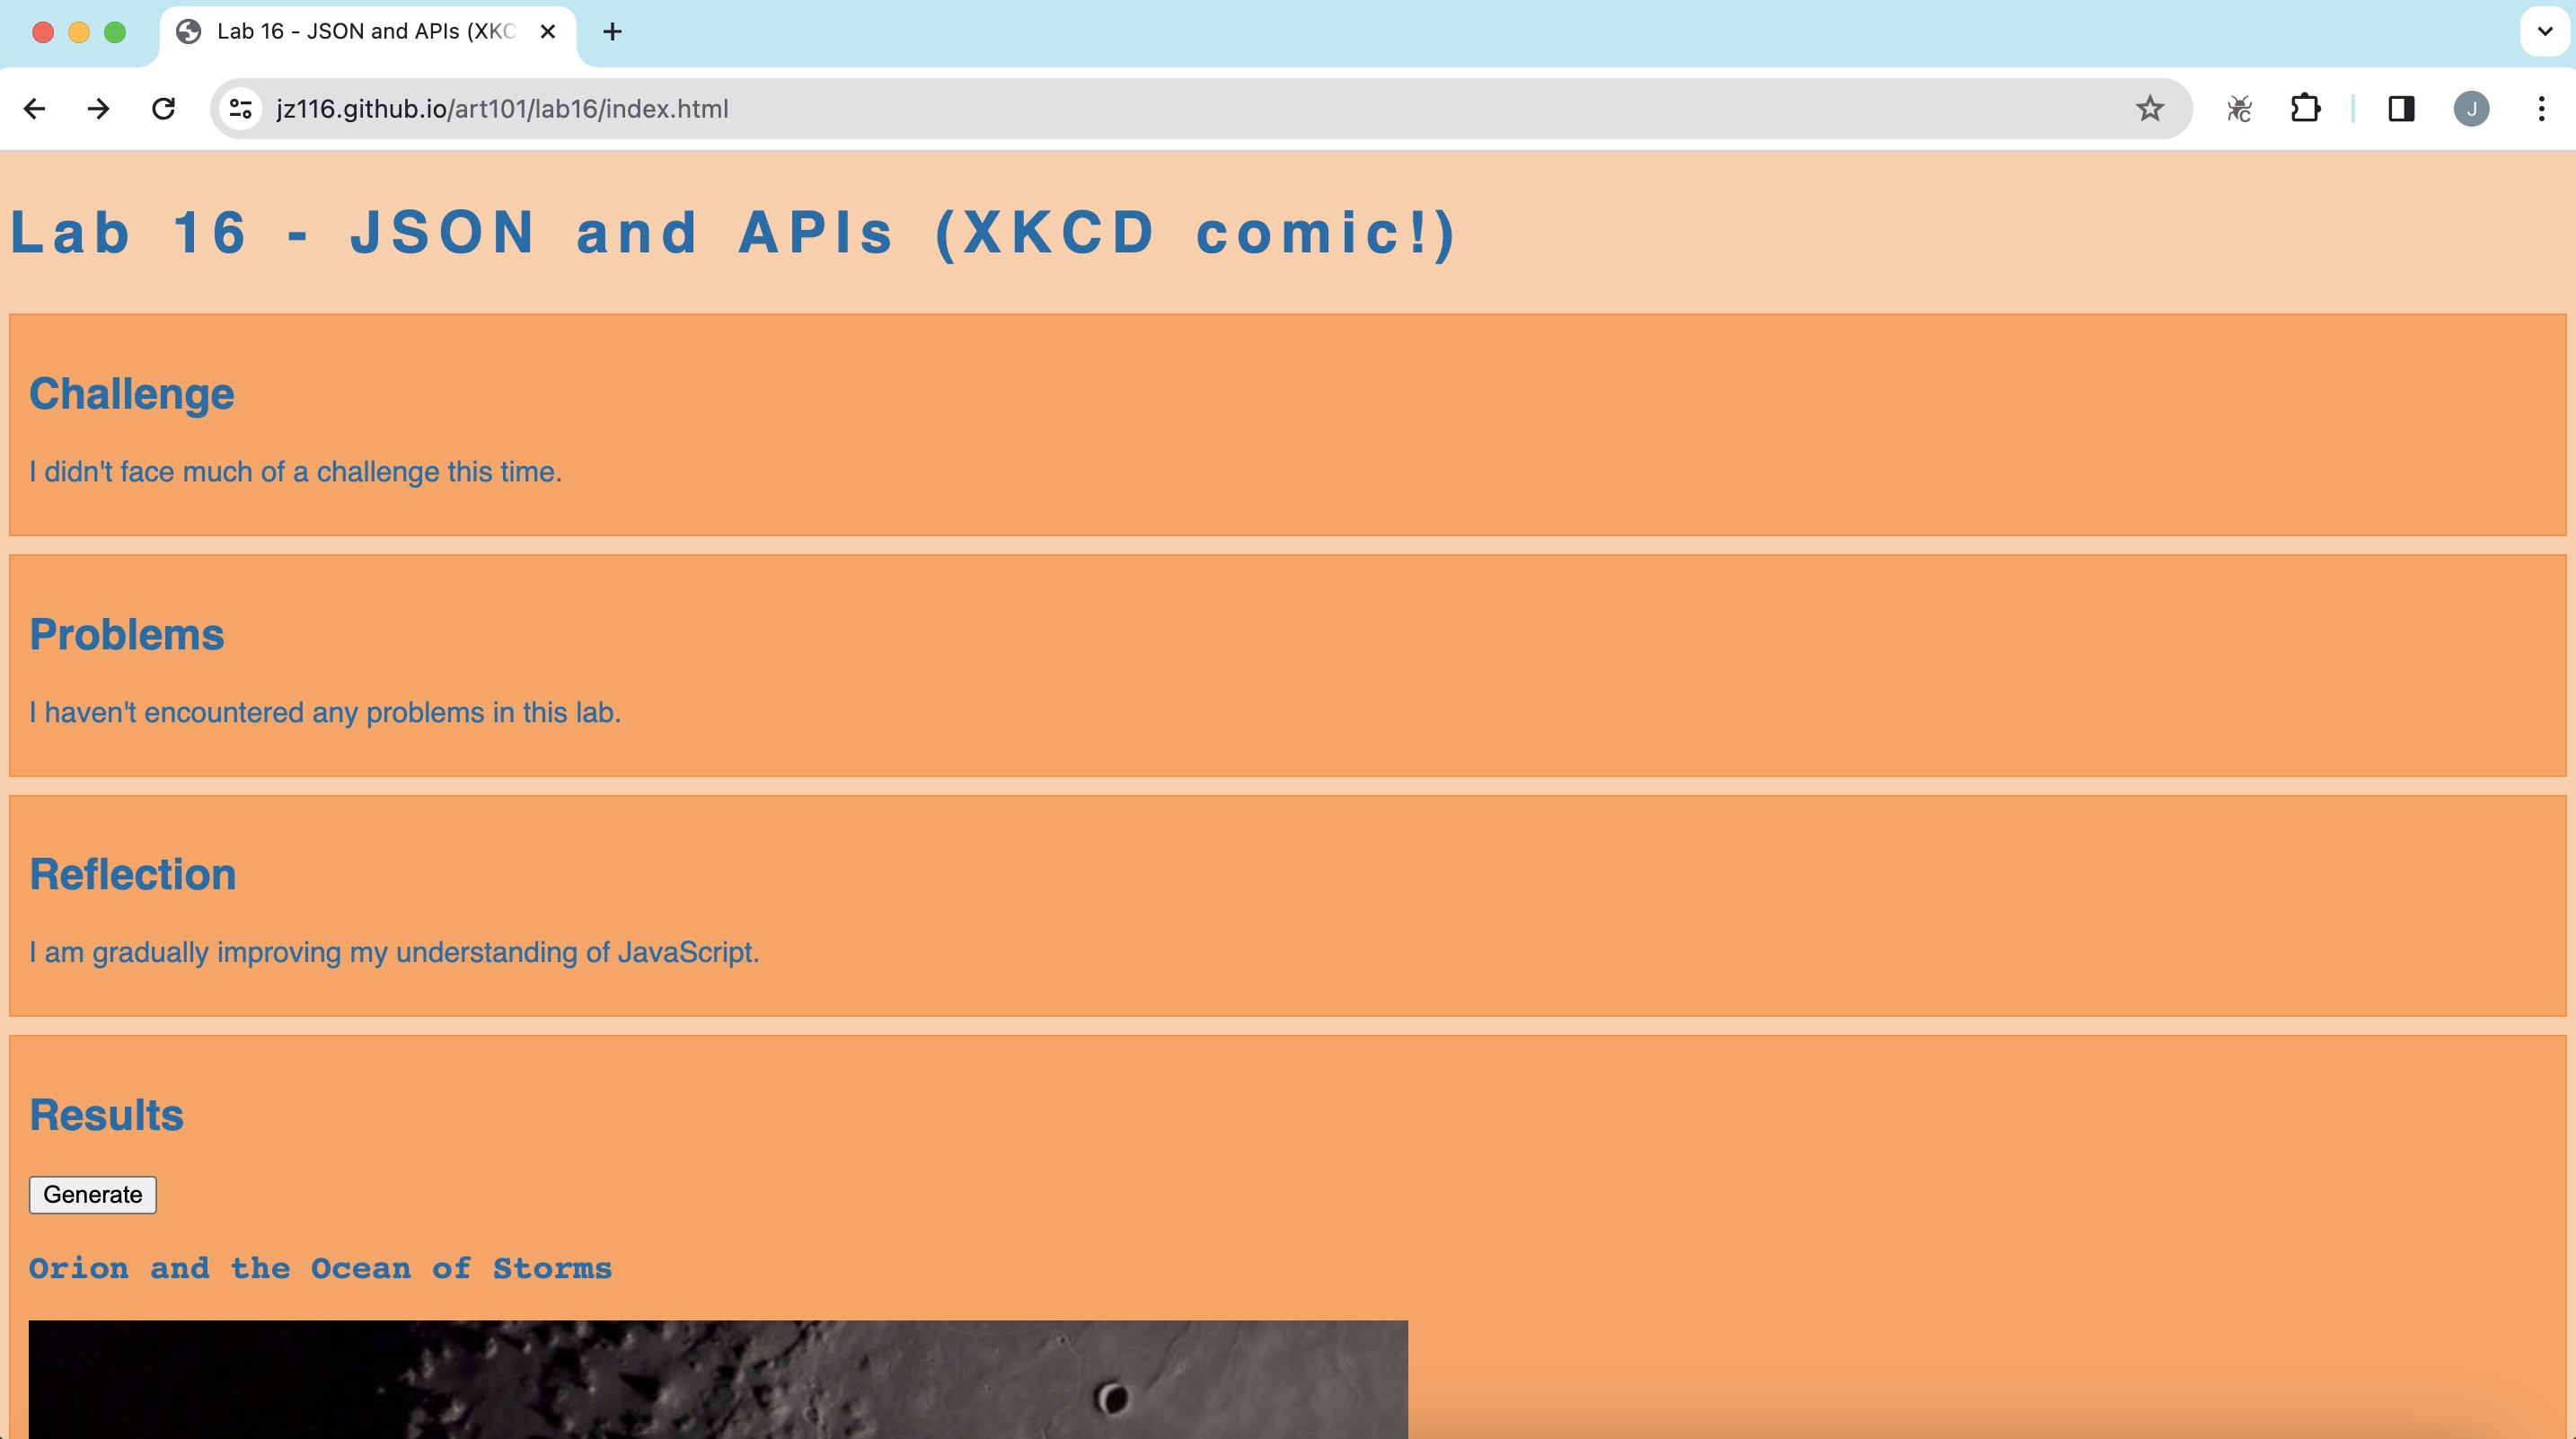 Lab 16 - JSON and APIs (XKC
jz116.github.io/art101/lab16/index.html
J
Lab 16 - JSON and APIs (XKCD comic!)
Challenge
I didn't face much of a challenge this time.
Problems
I haven't encountered any problems in this lab.
Reflection
I am gradually improving my understanding of JavaScript.
Results
Generate
Orion and the Ocean of Storms